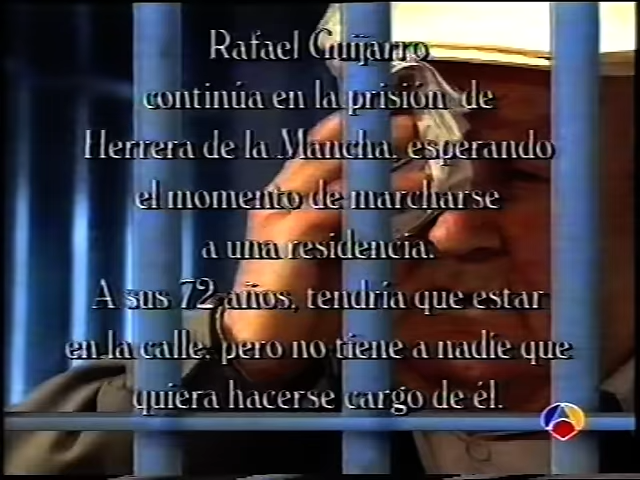 Rafael Guijarro
continúa en la prisión de
Herrera de la Mancha, esperando
el momento de marcharse
a una residencia.
A sus 72 años, tendría que estar
en la calle, pero no tiene a nadie que
quiera hacerse cargo de él.